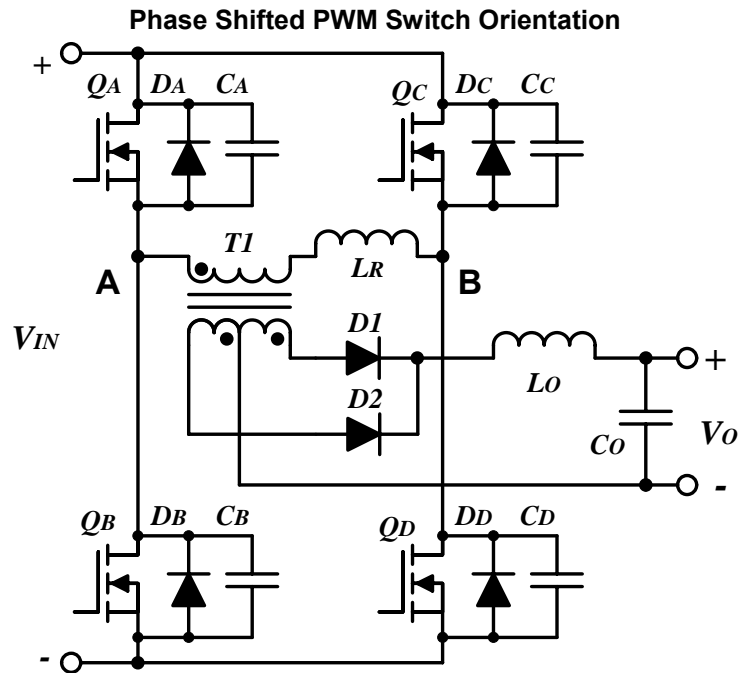 Phase Shifted PWM Switch Orientation
+
QA DA CA QC DC CC
T1
A LR B
VIN
D1
LO +
D2
CO VO
-
QB DB CB QD DD CD
-